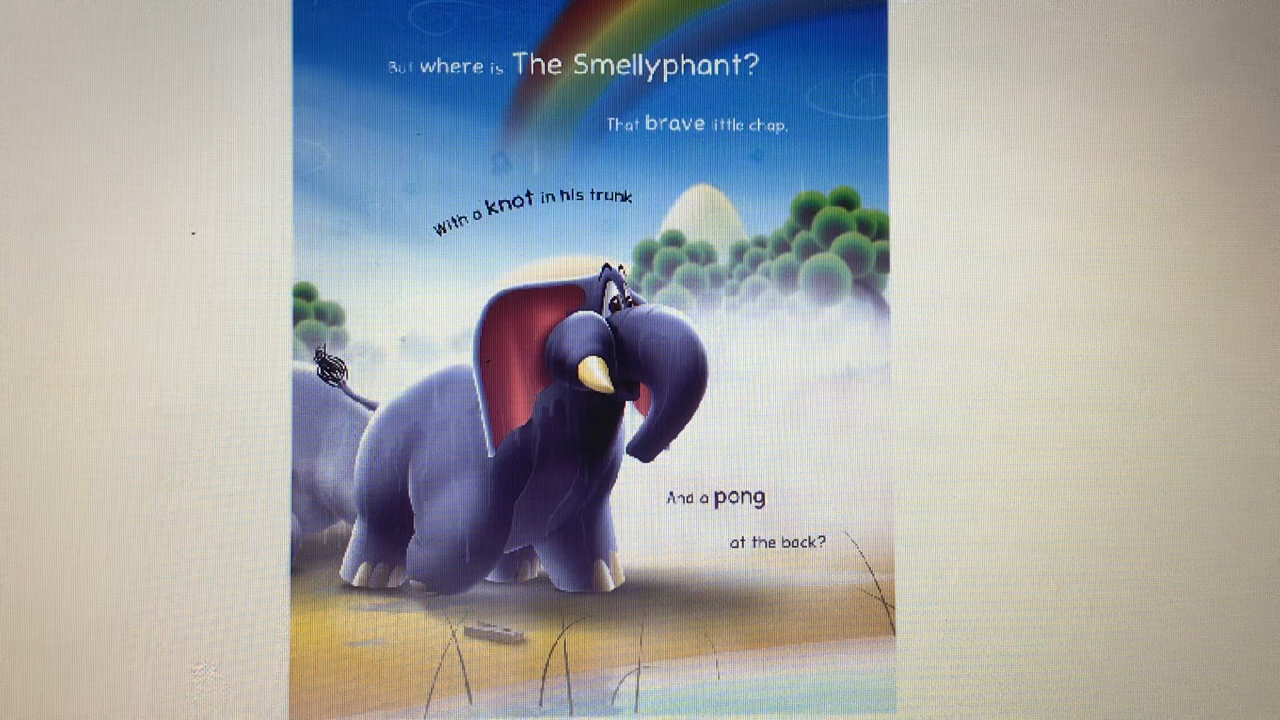 But where is The Smellyphant?
That brave little chap,
With a knot in his trunk
And a pong
at the back?